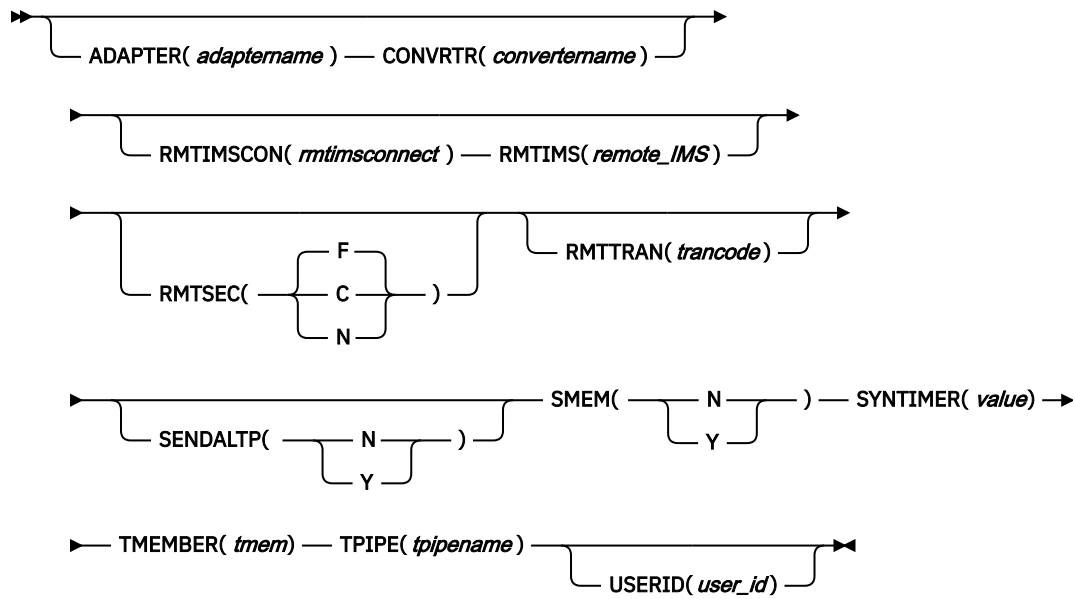 ADAPTER( adaptername ) CONVRTR( convertername )
RMTIMSCON( rmtimsconnect ) RMTIMS( remote_IMS )
RMTSEC( F C N ) RMTTRAN( trancode )
SENDALTP( N Y ) SMEM( N Y ) SYNTIMER( value)
TMEMBER( tmem) TPIPE( tpipename ) USERID( user_id )